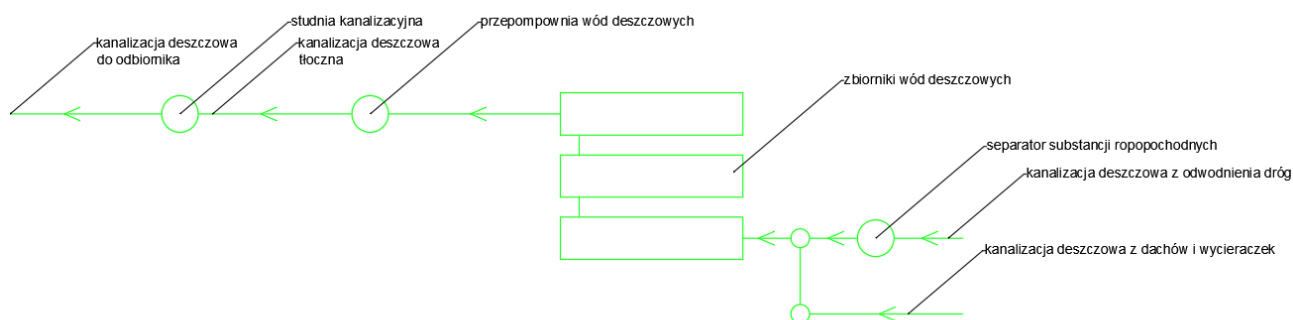 kanalizacja deszczowa
do odbiornika
studnia kanalizacyjna
kanalizacja deszczowa
tłoczna
przepompownia wód deszczowych
zbiorniki wód deszczowych
separator substancji ropopochodnych
kanalizacja deszczowa z odwodnienia dróg
kanalizacja deszczowa z dachów i wycieraczek